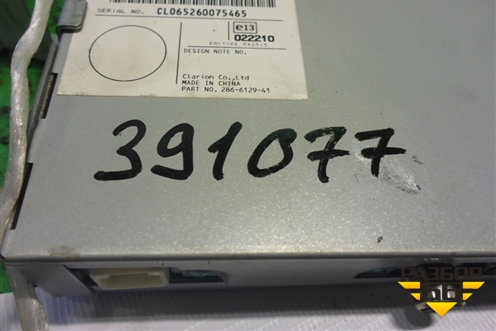 SERIAL NO. CL065260075465
e13
022210
DESIGN NOTE NO.
Clarion Co.,Ltd
MADE IN CHINA
PART NO. 286-6129-41
391077
РАЗБОР